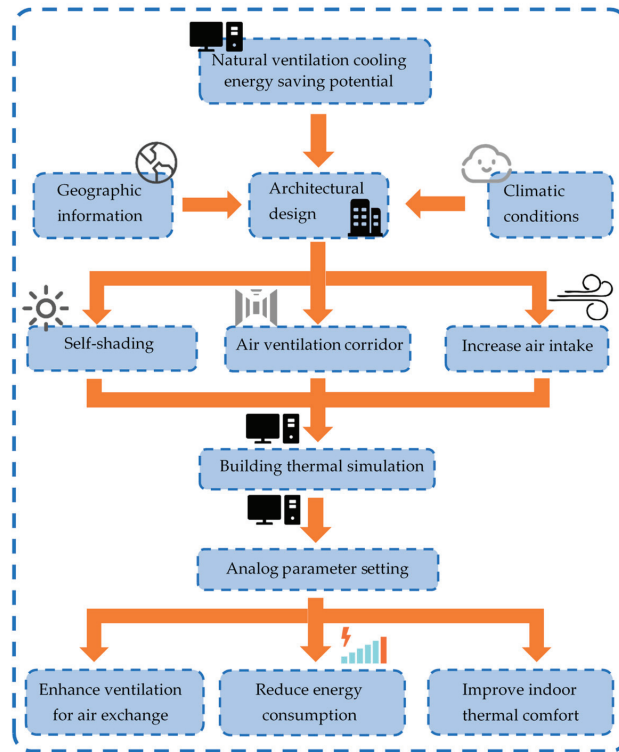 Natural ventilation cooling
energy saving potential
Geographic
information
Architectural
design
Climatic
conditions
Self-shading
Air ventilation corridor
Increase air intake
Building thermal simulation
Analog parameter setting
Enhance ventilation
for air exchange
Reduce energy
consumption
Improve indoor
thermal comfort